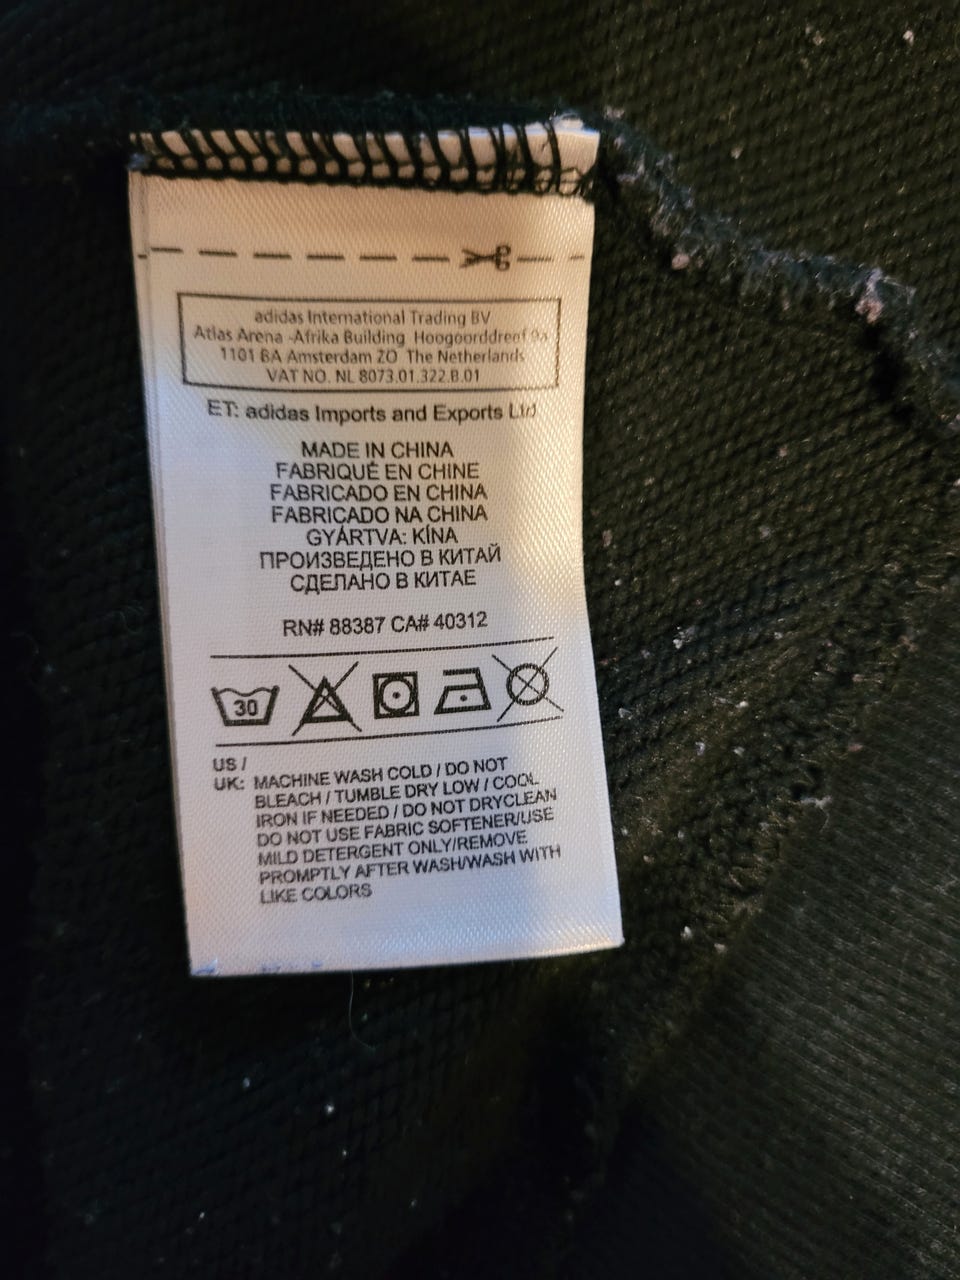 adidas International Trading BV
Atlas Arena -Afrika Building Hoogoorddreef 9a
1101 BA Amsterdam ZO The Netherlands
VAT NO. NL 8073.01.322.B.01
ET: adidas Imports and Exports Ltd
MADE IN CHINA
FABRIQUÉ EN CHINE
FABRICADO EN CHINA
FABRICADO NA CHINA
GYÁRTVA: KÍNA
ПРОИЗВЕДЕНО В КИТАЙ
СДЕЛАНО В КИТАЕ
RN# 88387 CA# 40312
30
US /
UK: MACHINE WASH COLD / DO NOT
BLEACH / TUMBLE DRY LOW / COOL
IRON IF NEEDED / DO NOT DRYCLEAN
DO NOT USE FABRIC SOFTENER/USE
MILD DETERGENT ONLY/REMOVE
PROMPTLY AFTER WASH/WASH WITH
LIKE COLORS